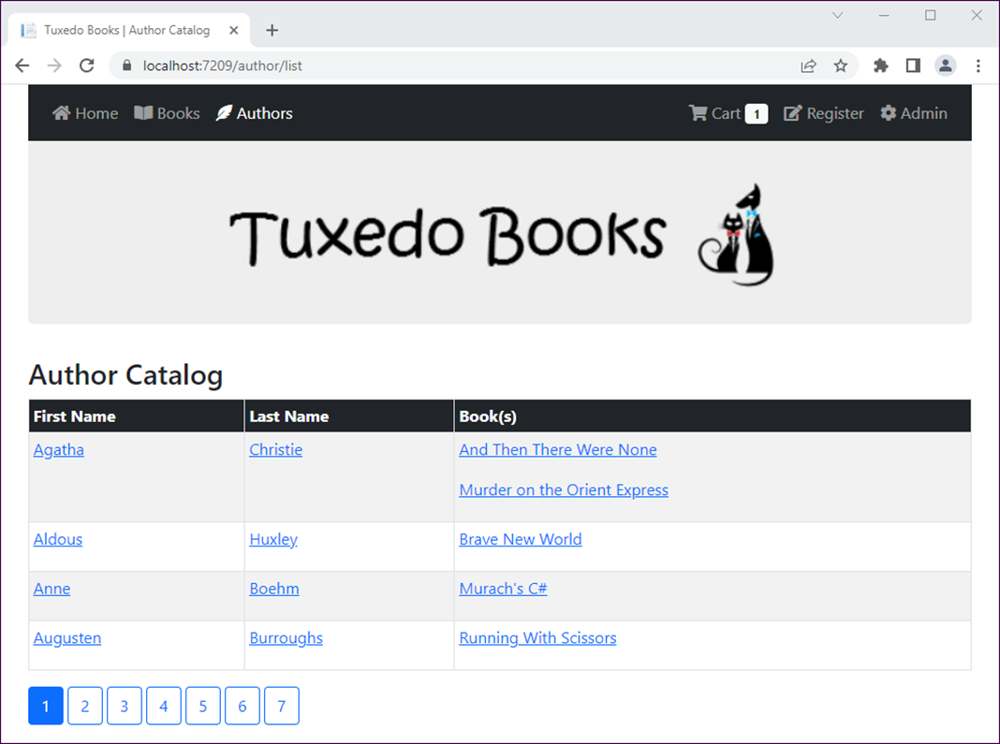 Tuxedo Books | Author Catalog
localhost:7209/author/list
Home Books Authors Cart 1 Register Admin
Tuxedo Books
Author Catalog
First Name Last Name Book(s)
Agatha Christie And Then There Were None
Murder on the Orient Express
Aldous Huxley Brave New World
Anne Boehm Murach's C#
Augusten Burroughs Running With Scissors
1 2 3 4 5 6 7